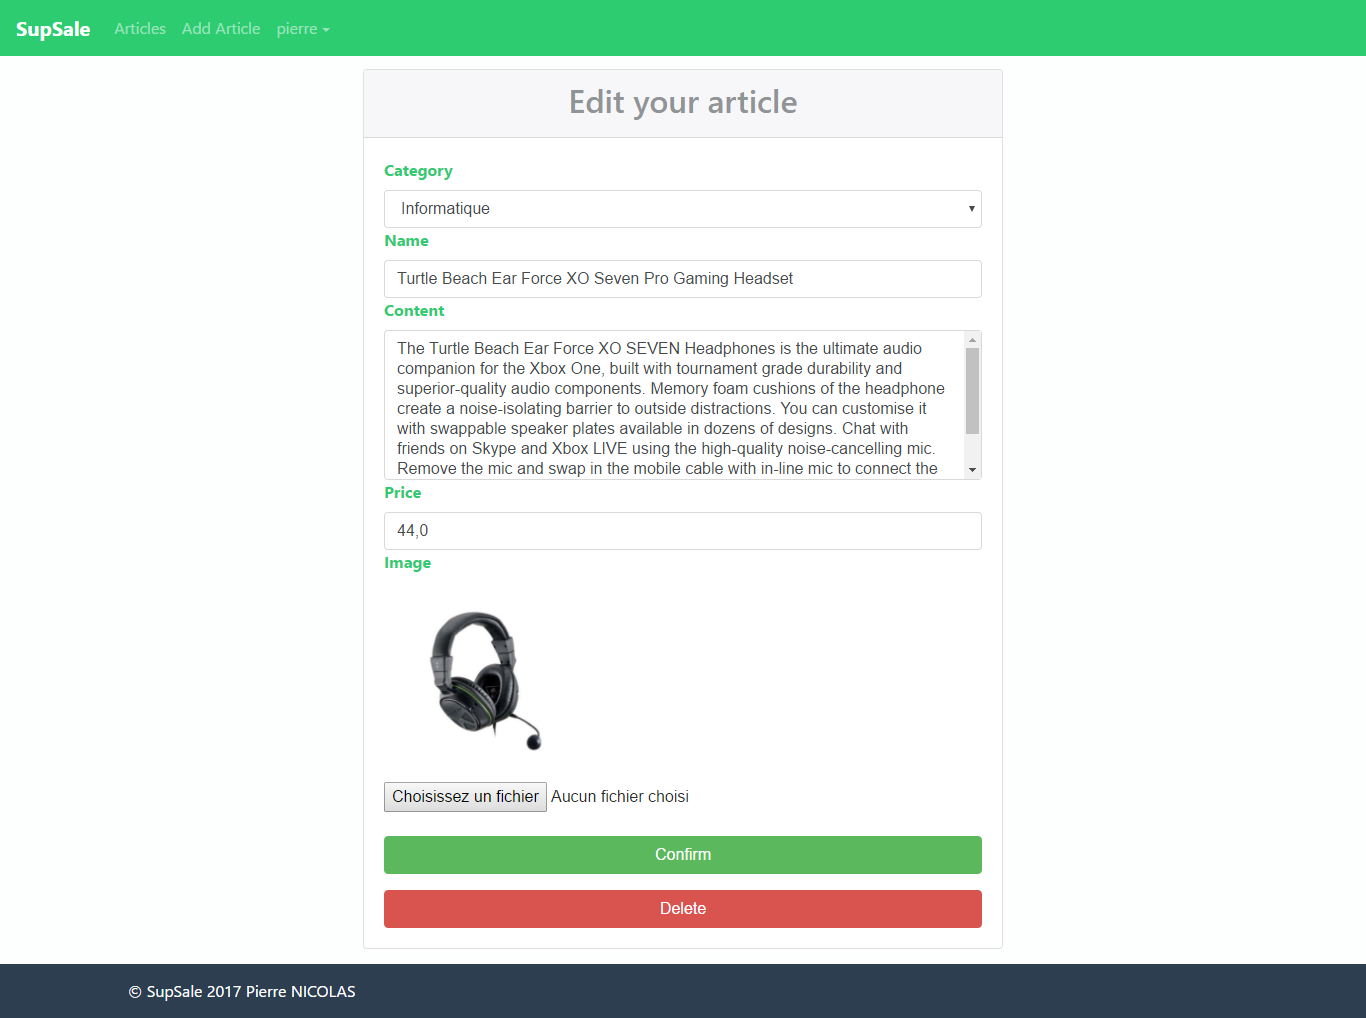 SupSale Articles Add Article pierre
Edit your article
Category
Informatique
Name
Turtle Beach Ear Force XO Seven Pro Gaming Headset
Content
The Turtle Beach Ear Force XO SEVEN Headphones is the ultimate audio
companion for the Xbox One, built with tournament grade durability and
superior-quality audio components. Memory foam cushions of the headphone
create a noise-isolating barrier to outside distractions. You can customise it
with swappable speaker plates available in dozens of designs. Chat with
friends on Skype and Xbox LIVE using the high-quality noise-cancelling mic.
Remove the mic and swap in the mobile cable with in-line mic to connect the
Price
44,0
Image
Choisissez un fichier Aucun fichier choisi
Confirm
Delete
© SupSale 2017 Pierre NICOLAS